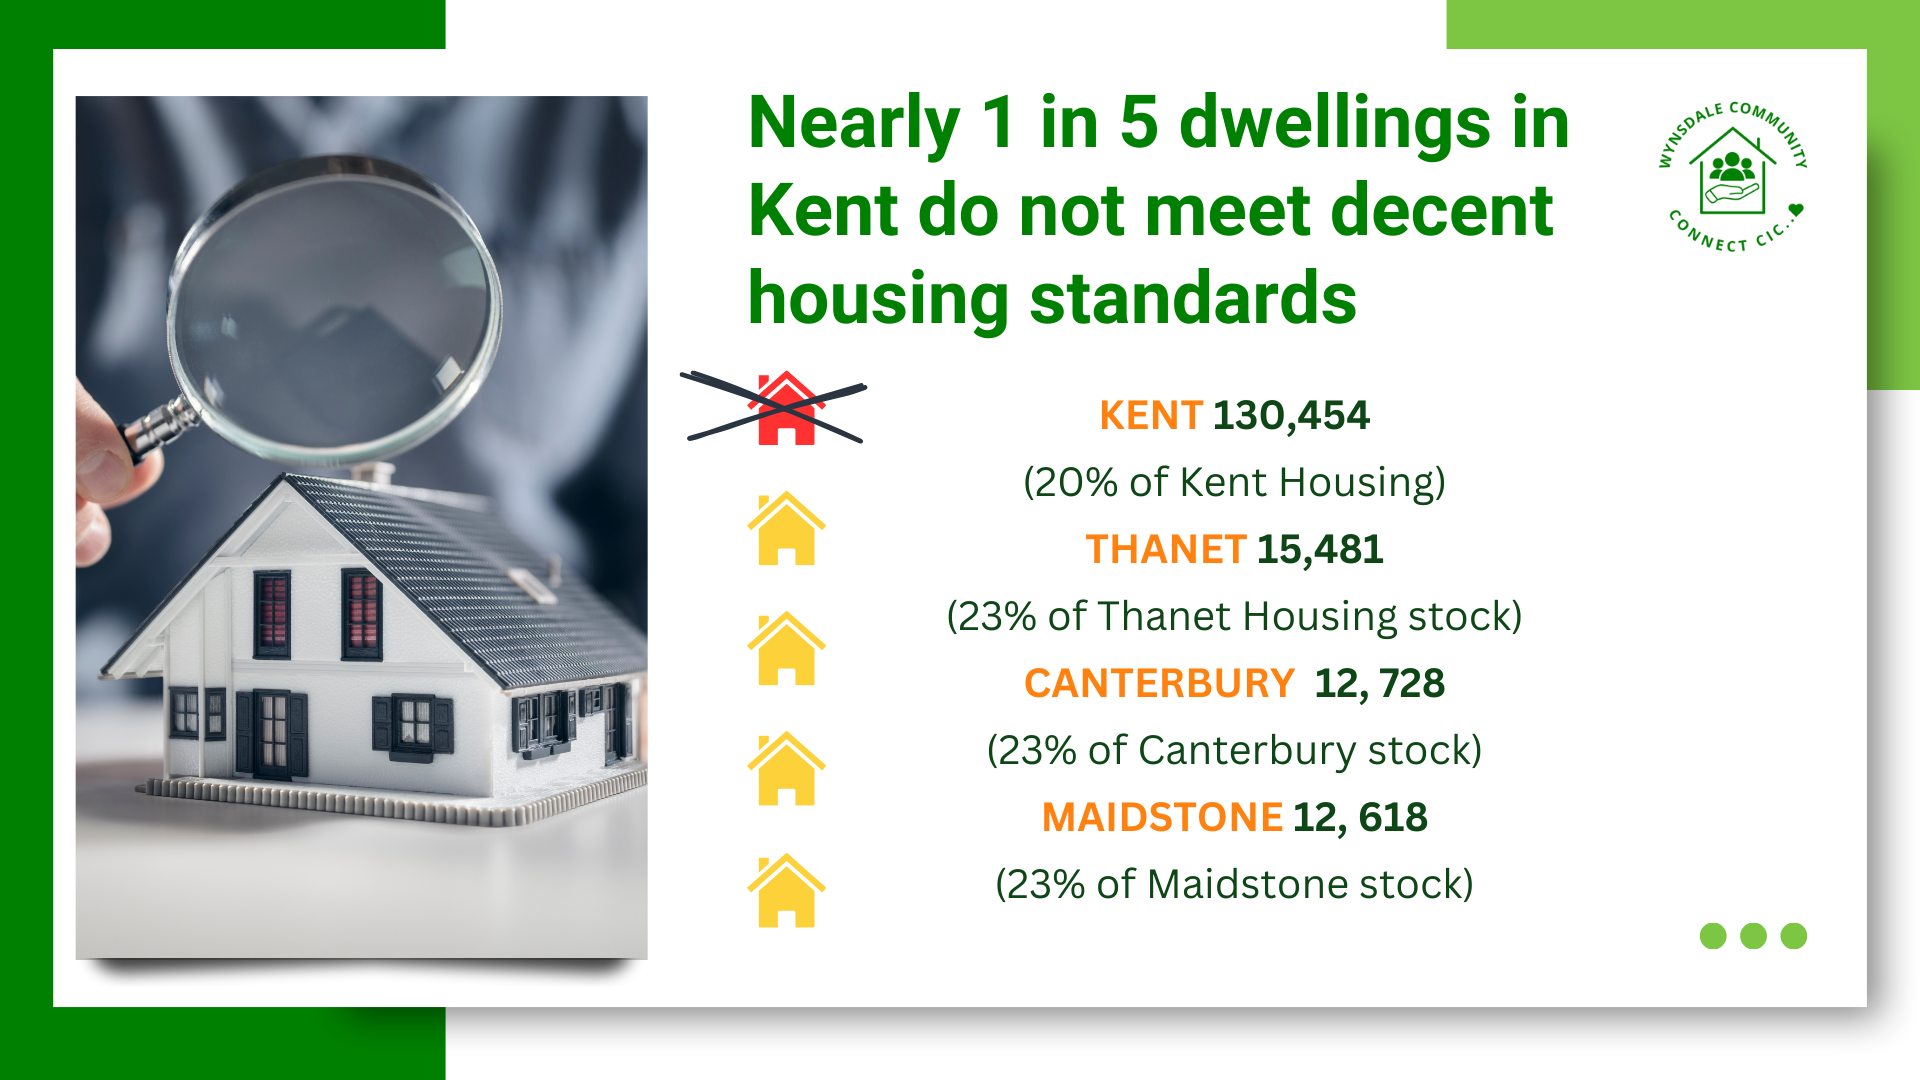 Nearly 1 in 5 dwellings in
Kent do not meet decent
housing standards
WYNSDALE COMMUNITY
CONNECT CIC...
KENT 130,454
(20% of Kent Housing)
THANET 15,481
(23% of Thanet Housing stock)
CANTERBURY  12, 728
(23% of Canterbury stock)
MAIDSTONE 12, 618
(23% of Maidstone stock)